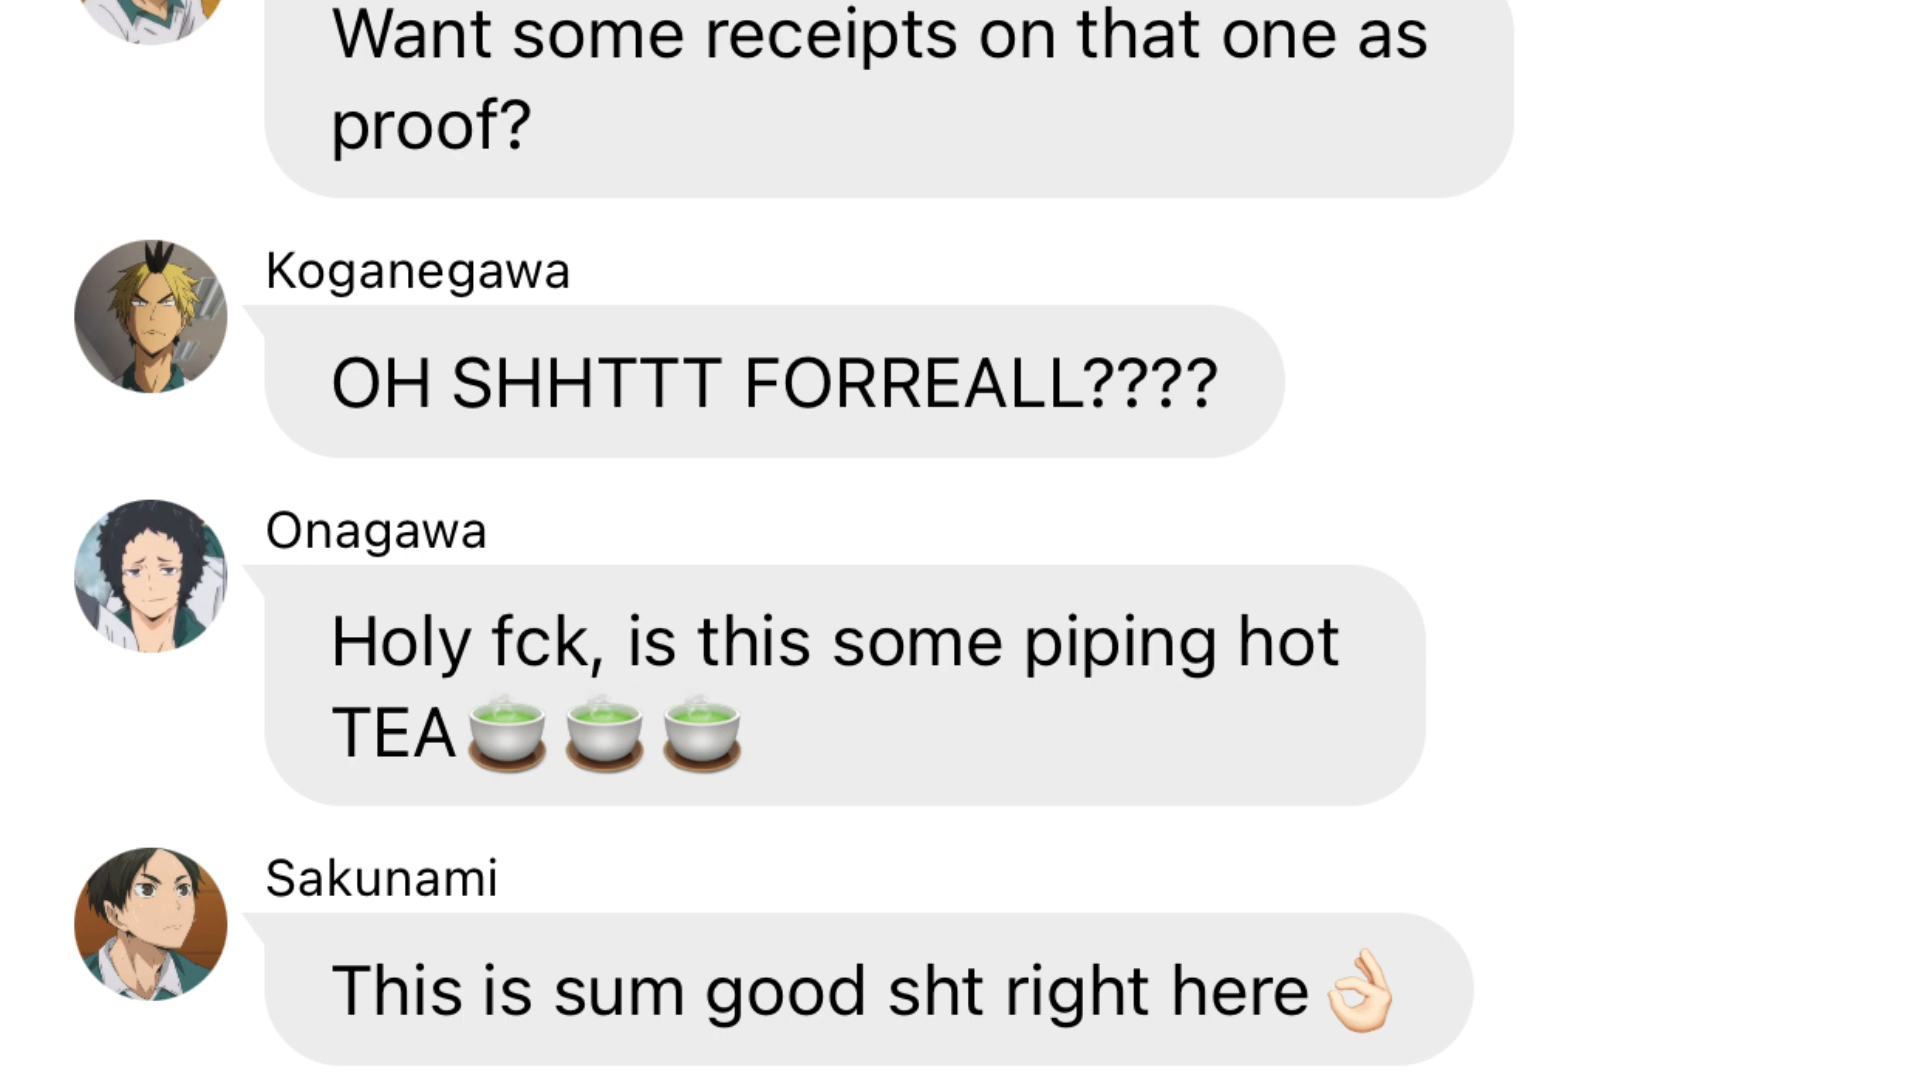 Want some receipts on that one as
proof?
Koganegawa
OH SHHTTT FORREALL????
Onagawa
Holy fck, is this some piping hot
TEA🍵🍵🍵
Sakunami
This is sum good sht right here👌🏻